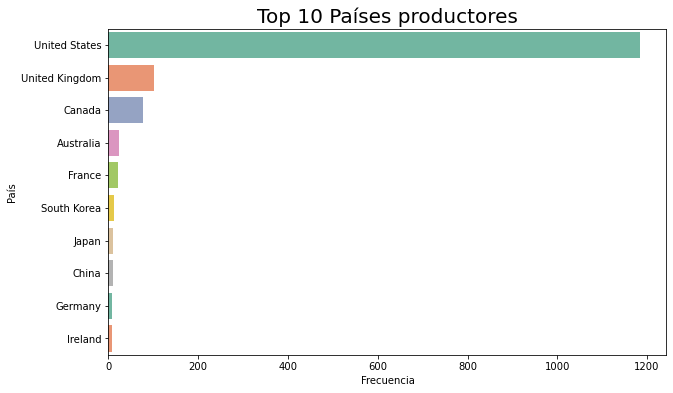 Top 10 Países productores
United States
United Kingdom
Canada
Australia
France
South Korea
Japan
China
Germany
Ireland
País
0 200 400 600 800 1000 1200
Frecuencia